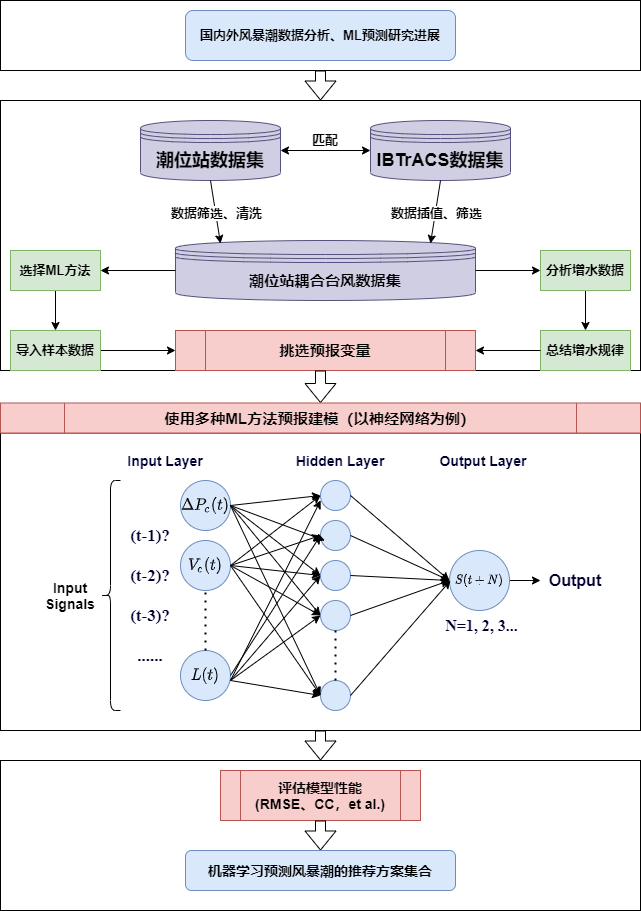 国内外风暴潮数据分析、ML预测研究进展
潮位站数据集
匹配
IBTrACS数据集
数据筛选、清洗
数据插值、筛选
选择ML方法
潮位站耦合台风数据集
分析增水数据
导入样本数据
挑选预报变量
总结增水规律
使用多种ML方法预报建模（以神经网络为例）
Input Layer
Hidden Layer
Output Layer
ΔP_c(t)
(t-1)?
V_c(t)
(t-2)?
Input
Signals
(t-3)?
......
L(t)
S(t + N)
Output
N=1, 2, 3...
评估模型性能
(RMSE、CC，et al.)
机器学习预测风暴潮的推荐方案集合